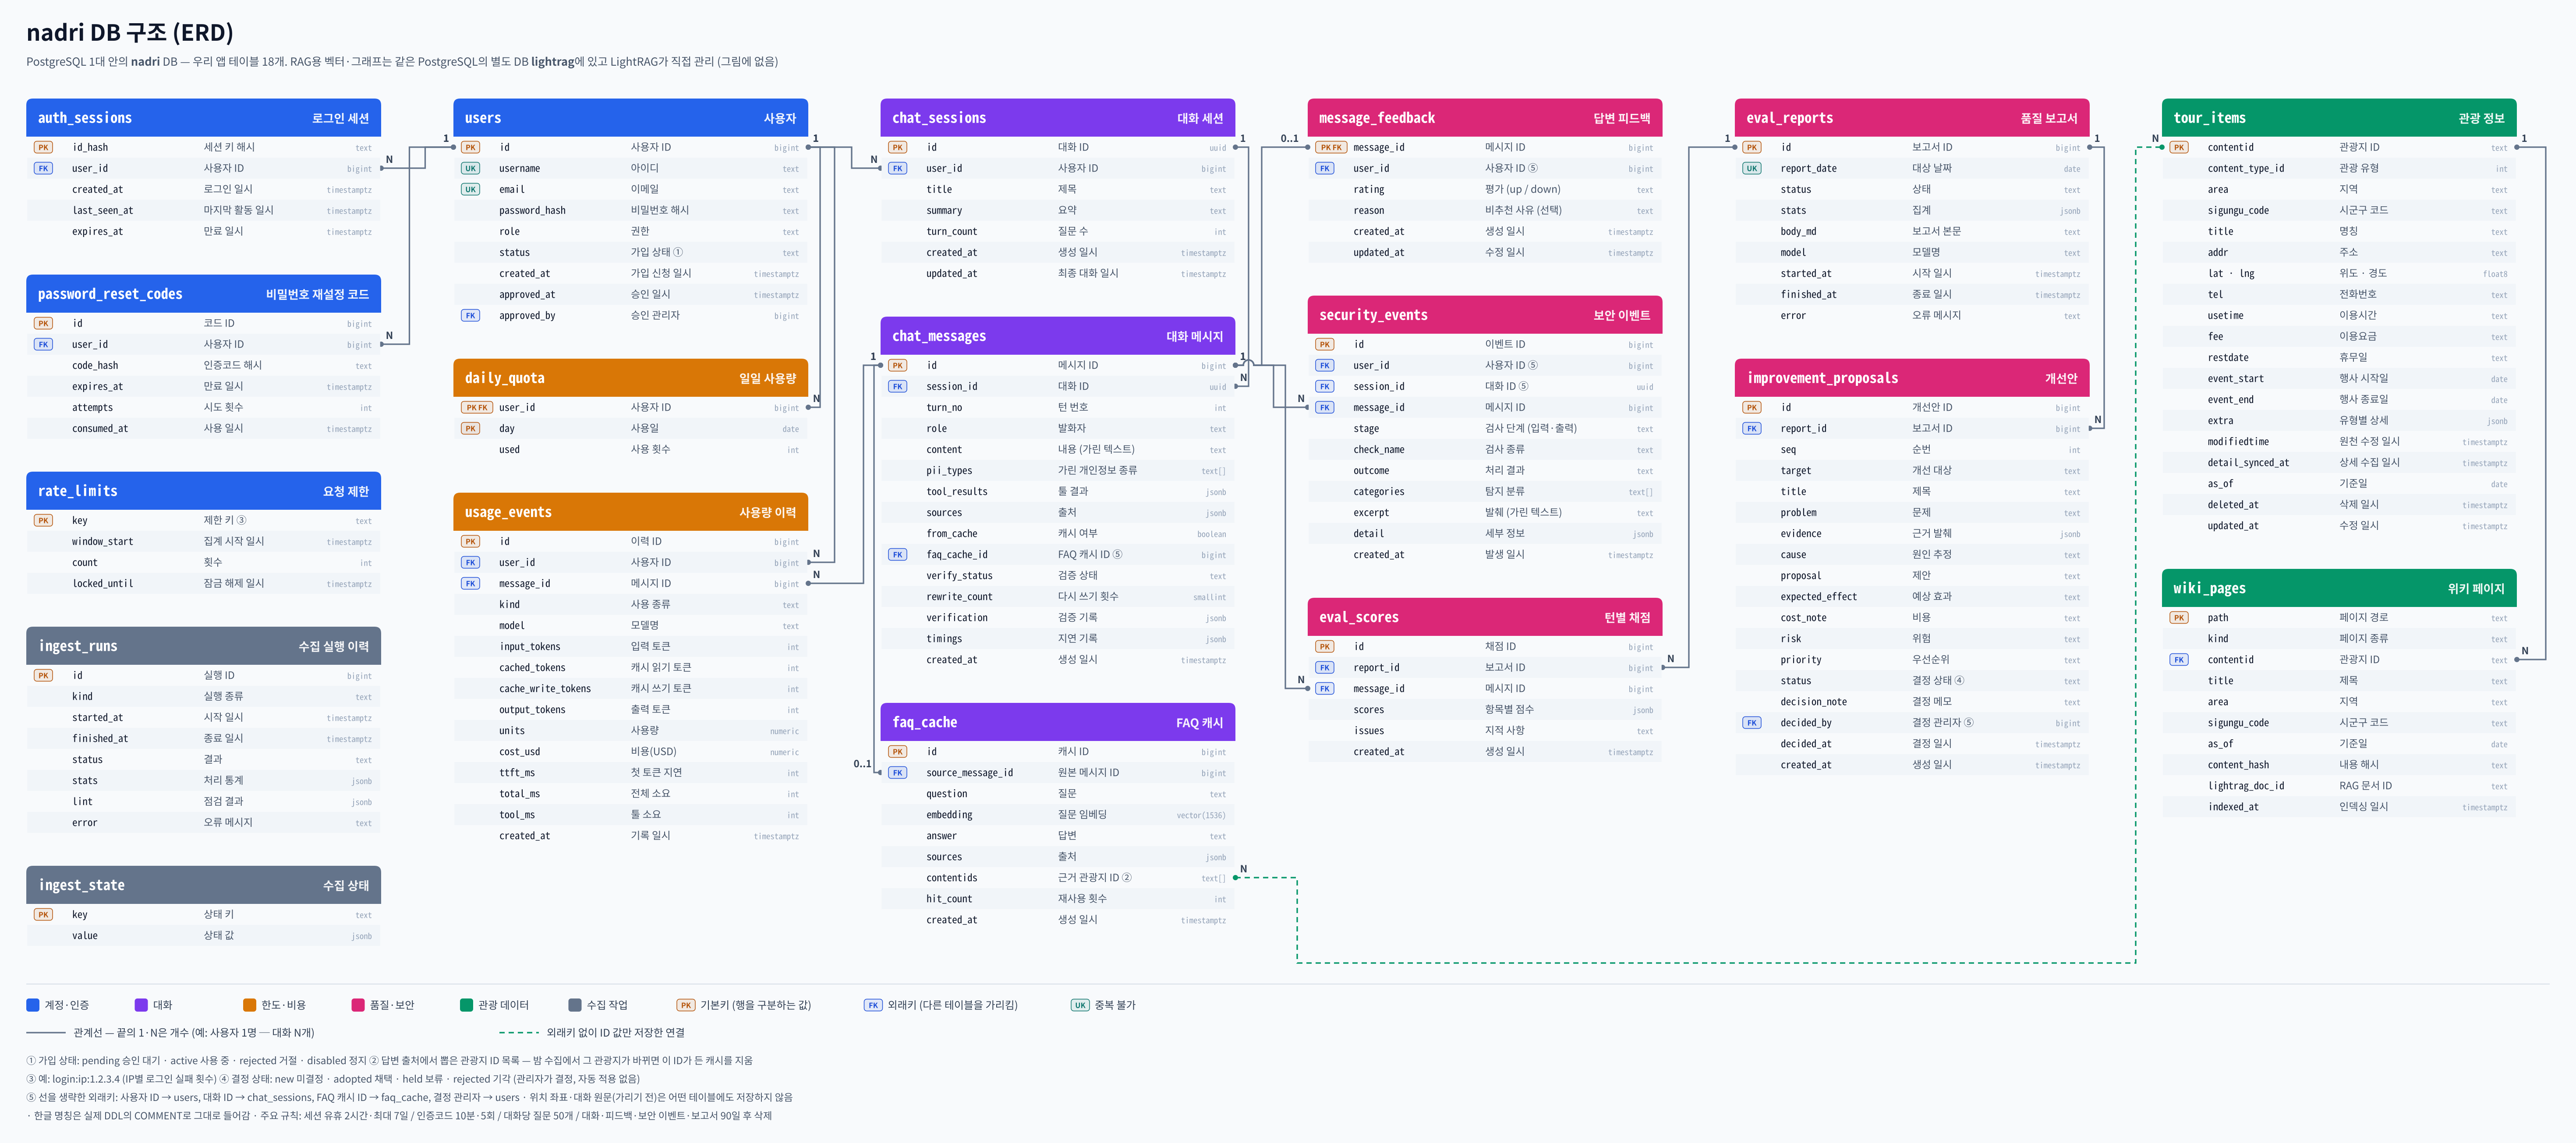 nadri DB 구조 (ERD)
PostgreSQL 1대 안의 nadri DB — 우리 앱 테이블 18개. RAG용 벡터·그래프는 같은 PostgreSQL의 별도 DB lightrag에 있고 LightRAG가 직접 관리 (그림에 없음)
auth_sessions 로그인 세션
PK id_hash 세션 키 해시 text
FK user_id 사용자 ID bigint
created_at 로그인 일시 timestamptz
last_seen_at 마지막 활동 일시 timestamptz
expires_at 만료 일시 timestamptz
N
password_reset_codes 비밀번호 재설정 코드
PK id 코드 ID bigint
FK user_id 사용자 ID bigint
code_hash 인증코드 해시 text
expires_at 만료 일시 timestamptz
attempts 시도 횟수 int
consumed_at 사용 일시 timestamptz
N
rate_limits 요청 제한
PK key 제한 키 ③ text
window_start 집계 시작 일시 timestamptz
count 횟수 int
locked_until 잠금 해제 일시 timestamptz
ingest_runs 수집 실행 이력
PK id 실행 ID bigint
kind 실행 종류 text
started_at 시작 일시 timestamptz
finished_at 종료 일시 timestamptz
status 결과 text
stats 처리 통계 jsonb
lint 점검 결과 jsonb
error 오류 메시지 text
ingest_state 수집 상태
PK key 상태 키 text
value 상태 값 jsonb
users 사용자
1 PK id 사용자 ID bigint 1
UK username 아이디 text
UK email 이메일 text
password_hash 비밀번호 해시 text
role 권한 text
status 가입 상태 ① text
created_at 가입 신청 일시 timestamptz
approved_at 승인 일시 timestamptz
FK approved_by 승인 관리자 bigint
daily_quota 일일 사용량
PK FK user_id 사용자 ID bigint N
PK day 사용일 date
used 사용 횟수 int
usage_events 사용량 이력
PK id 이력 ID bigint
FK user_id 사용자 ID bigint N
FK message_id 메시지 ID bigint N
kind 사용 종류 text
model 모델명 text
input_tokens 입력 토큰 int
cached_tokens 캐시 읽기 토큰 int
cache_write_tokens 캐시 쓰기 토큰 int
output_tokens 출력 토큰 int
units 사용량 numeric
cost_usd 비용(USD) numeric
ttft_ms 첫 토큰 지연 int
total_ms 전체 소요 int
tool_ms 툴 소요 int
created_at 기록 일시 timestamptz
chat_sessions 대화 세션
PK id 대화 ID uuid 1
N FK user_id 사용자 ID bigint
title 제목 text
summary 요약 text
turn_count 질문 수 int
created_at 생성 일시 timestamptz
updated_at 최종 대화 일시 timestamptz
chat_messages 대화 메시지
1 PK id 메시지 ID bigint 1
FK session_id 대화 ID uuid N
turn_no 턴 번호 int
role 발화자 text
content 내용 (가린 텍스트) text
pii_types 가린 개인정보 종류 text[]
tool_results 툴 결과 jsonb
sources 출처 jsonb
from_cache 캐시 여부 boolean
FK faq_cache_id FAQ 캐시 ID ⑤ bigint
verify_status 검증 상태 text
rewrite_count 다시 쓰기 횟수 smallint
verification 검증 기록 jsonb
timings 지연 기록 jsonb
created_at 생성 일시 timestamptz
faq_cache FAQ 캐시
PK id 캐시 ID bigint
0..1 FK source_message_id 원본 메시지 ID bigint
question 질문 text
embedding 질문 임베딩 vector(1536)
answer 답변 text
sources 출처 jsonb
contentids 근거 관광지 ID ② text[] N
hit_count 재사용 횟수 int
created_at 생성 일시 timestamptz
message_feedback 답변 피드백
0..1 PK FK message_id 메시지 ID bigint
FK user_id 사용자 ID ⑤ bigint
rating 평가 (up / down) text
reason 비추천 사유 (선택) text
created_at 생성 일시 timestamptz
updated_at 수정 일시 timestamptz
security_events 보안 이벤트
PK id 이벤트 ID bigint
FK user_id 사용자 ID ⑤ bigint
FK session_id 대화 ID ⑤ uuid
N FK message_id 메시지 ID bigint
stage 검사 단계 (입력·출력) text
check_name 검사 종류 text
outcome 처리 결과 text
categories 탐지 분류 text[]
excerpt 발췌 (가린 텍스트) text
detail 세부 정보 jsonb
created_at 발생 일시 timestamptz
eval_scores 턴별 채점
PK id 채점 ID bigint
FK report_id 보고서 ID bigint N
N FK message_id 메시지 ID bigint
scores 항목별 점수 jsonb
issues 지적 사항 text
created_at 생성 일시 timestamptz
eval_reports 품질 보고서
1 PK id 보고서 ID bigint 1
UK report_date 대상 날짜 date
status 상태 text
stats 집계 jsonb
body_md 보고서 본문 text
model 모델명 text
started_at 시작 일시 timestamptz
finished_at 종료 일시 timestamptz
error 오류 메시지 text
improvement_proposals 개선안
PK id 개선안 ID bigint
FK report_id 보고서 ID bigint N
seq 순번 int
target 개선 대상 text
title 제목 text
problem 문제 text
evidence 근거 발췌 jsonb
cause 원인 추정 text
proposal 제안 text
expected_effect 예상 효과 text
cost_note 비용 text
risk 위험 text
priority 우선순위 text
status 결정 상태 ④ text
decision_note 결정 메모 text
FK decided_by 결정 관리자 ⑤ bigint
decided_at 결정 일시 timestamptz
created_at 생성 일시 timestamptz
tour_items 관광 정보
N PK contentid 관광지 ID text 1
content_type_id 관광 유형 int
area 지역 text
sigungu_code 시군구 코드 text
title 명칭 text
addr 주소 text
lat · lng 위도 · 경도 float8
tel 전화번호 text
usetime 이용시간 text
fee 이용요금 text
restdate 휴무일 text
event_start 행사 시작일 date
event_end 행사 종료일 date
extra 유형별 상세 jsonb
modifiedtime 원천 수정 일시 timestamptz
detail_synced_at 상세 수집 일시 timestamptz
as_of 기준일 date
deleted_at 삭제 일시 timestamptz
updated_at 수정 일시 timestamptz
wiki_pages 위키 페이지
PK path 페이지 경로 text
kind 페이지 종류 text
FK contentid 관광지 ID text N
title 제목 text
area 지역 text
sigungu_code 시군구 코드 text
as_of 기준일 date
content_hash 내용 해시 text
lightrag_doc_id RAG 문서 ID text
indexed_at 인덱싱 일시 timestamptz
계정·인증 대화 한도·비용 품질·보안 관광 데이터 수집 작업 PK 기본키 (행을 구분하는 값) FK 외래키 (다른 테이블을 가리킴) UK 중복 불가
관계선 — 끝의 1·N은 개수 (예: 사용자 1명 — 대화 N개) 외래키 없이 ID 값만 저장한 연결
① 가입 상태: pending 승인 대기 · active 사용 중 · rejected 거절 · disabled 정지 ② 답변 출처에서 뽑은 관광지 ID 목록 — 밤 수집에서 그 관광지가 바뀌면 이 ID가 든 캐시를 지움
③ 예: login:ip:1.2.3.4 (IP별 로그인 실패 횟수) ④ 결정 상태: new 미결정 · adopted 채택 · held 보류 · rejected 기각 (관리자가 결정, 자동 적용 없음)
⑤ 선을 생략한 외래키: 사용자 ID → users, 대화 ID → chat_sessions, FAQ 캐시 ID → faq_cache, 결정 관리자 → users · 위치 좌표·대화 원문(가리기 전)은 어떤 테이블에도 저장하지 않음
· 한글 명칭은 실제 DDL의 COMMENT로 그대로 들어감 · 주요 규칙: 세션 유휴 2시간·최대 7일 / 인증코드 10분·5회 / 대화당 질문 50개 / 대화·피드백·보안 이벤트·보고서 90일 후 삭제